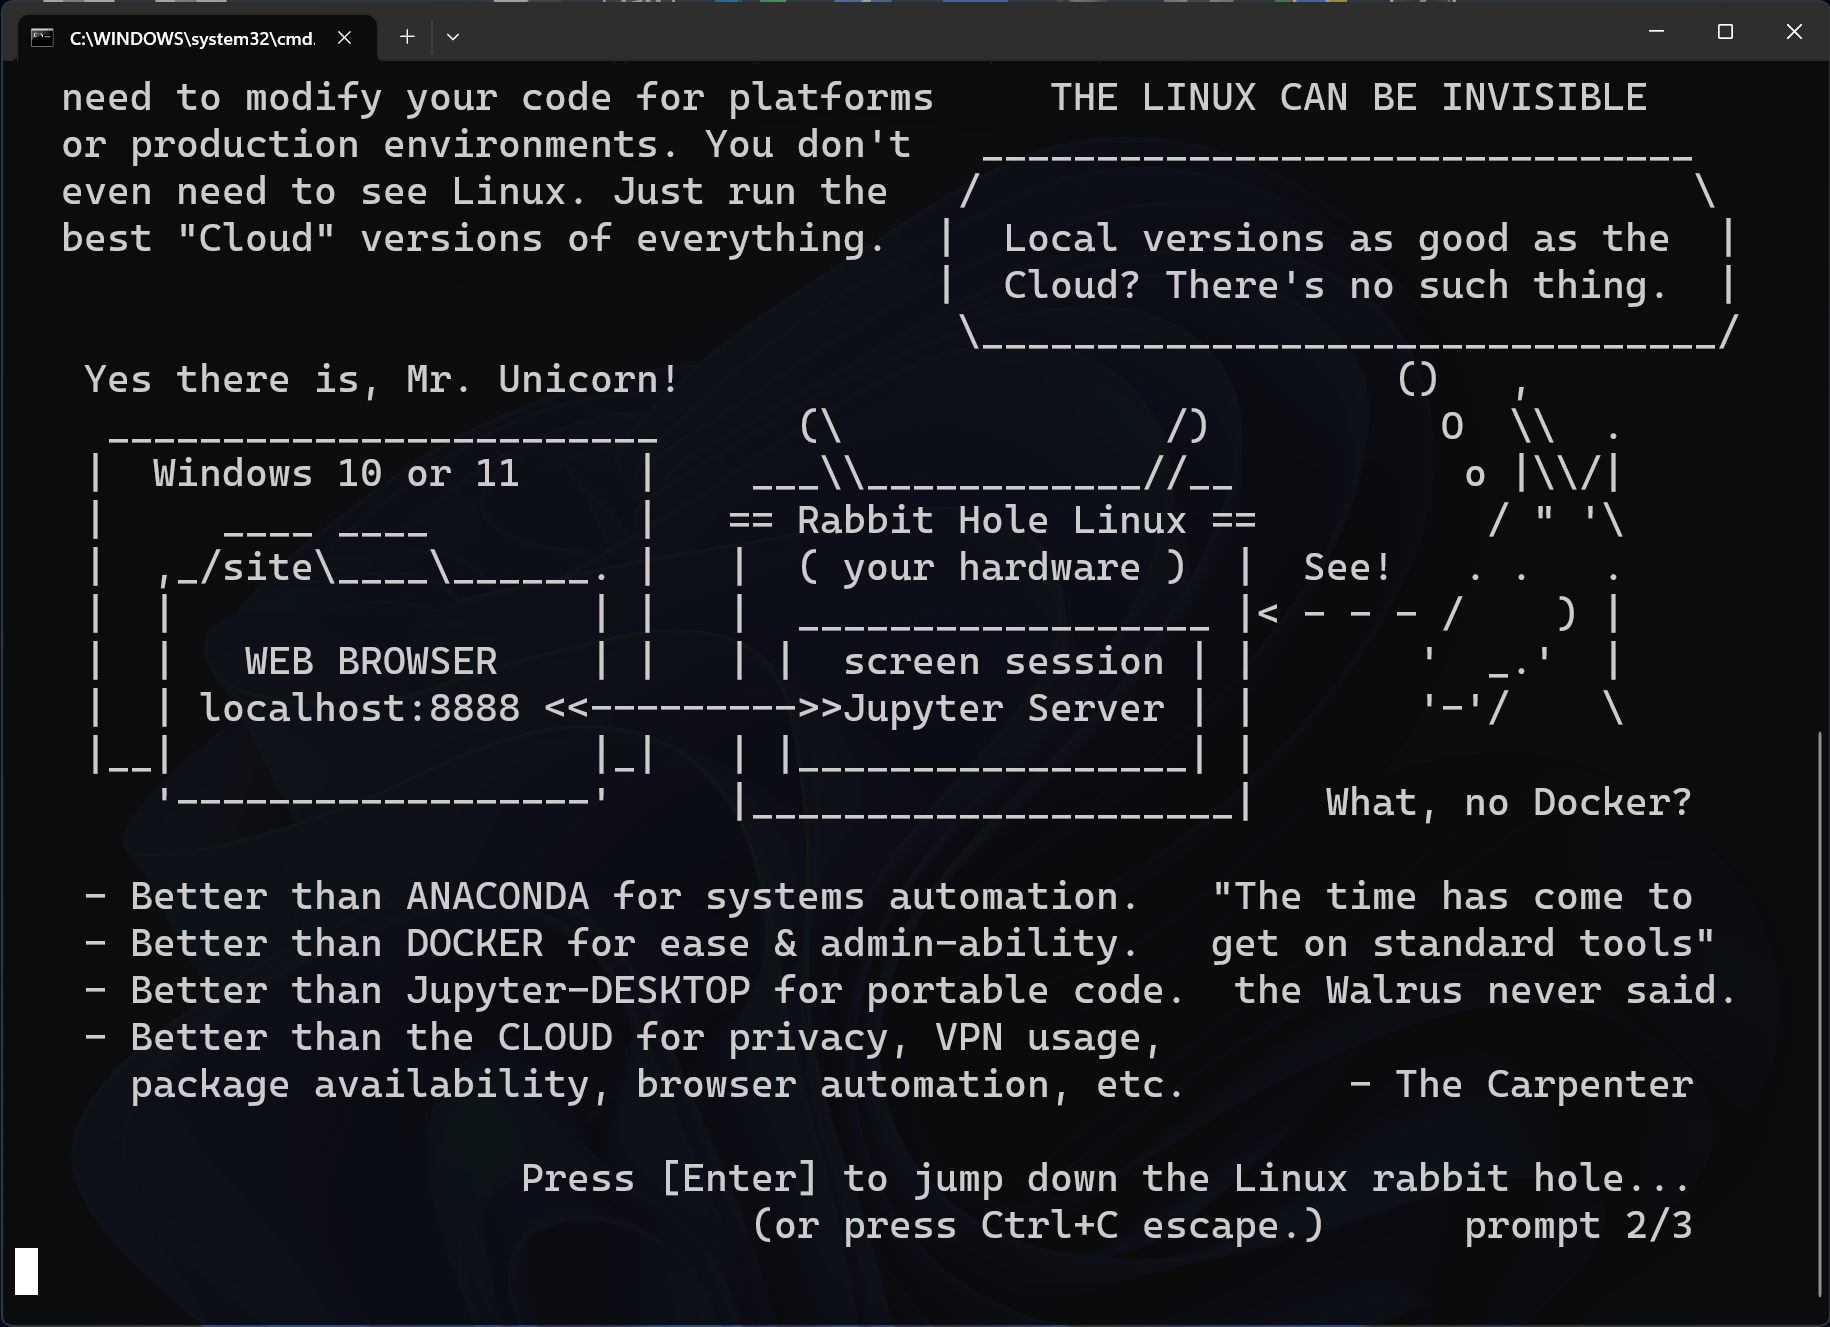 C:\WINDOWS\system32\cmd.
need to modify your code for platforms
or production environments. You don't
even need to see Linux. Just run the
best "Cloud" versions of everything.
THE LINUX CAN BE INVISIBLE
Local versions as good as the
Cloud? There's no such thing.
Yes there is, Mr. Unicorn!
Windows 10 or 11
site
WEB BROWSER
localhost:8888 <<--------->>Jupyter Server
== Rabbit Hole Linux ==
( your hardware )
screen session
See!
What, no Docker?
- Better than ANACONDA for systems automation.
- Better than DOCKER for ease & admin-ability.
- Better than Jupyter-DESKTOP for portable code.
- Better than the CLOUD for privacy, VPN usage,
package availability, browser automation, etc.
"The time has come to
get on standard tools"
the Walrus never said.
- The Carpenter
Press [Enter] to jump down the Linux rabbit hole...
(or press Ctrl+C escape.)
prompt 2/3